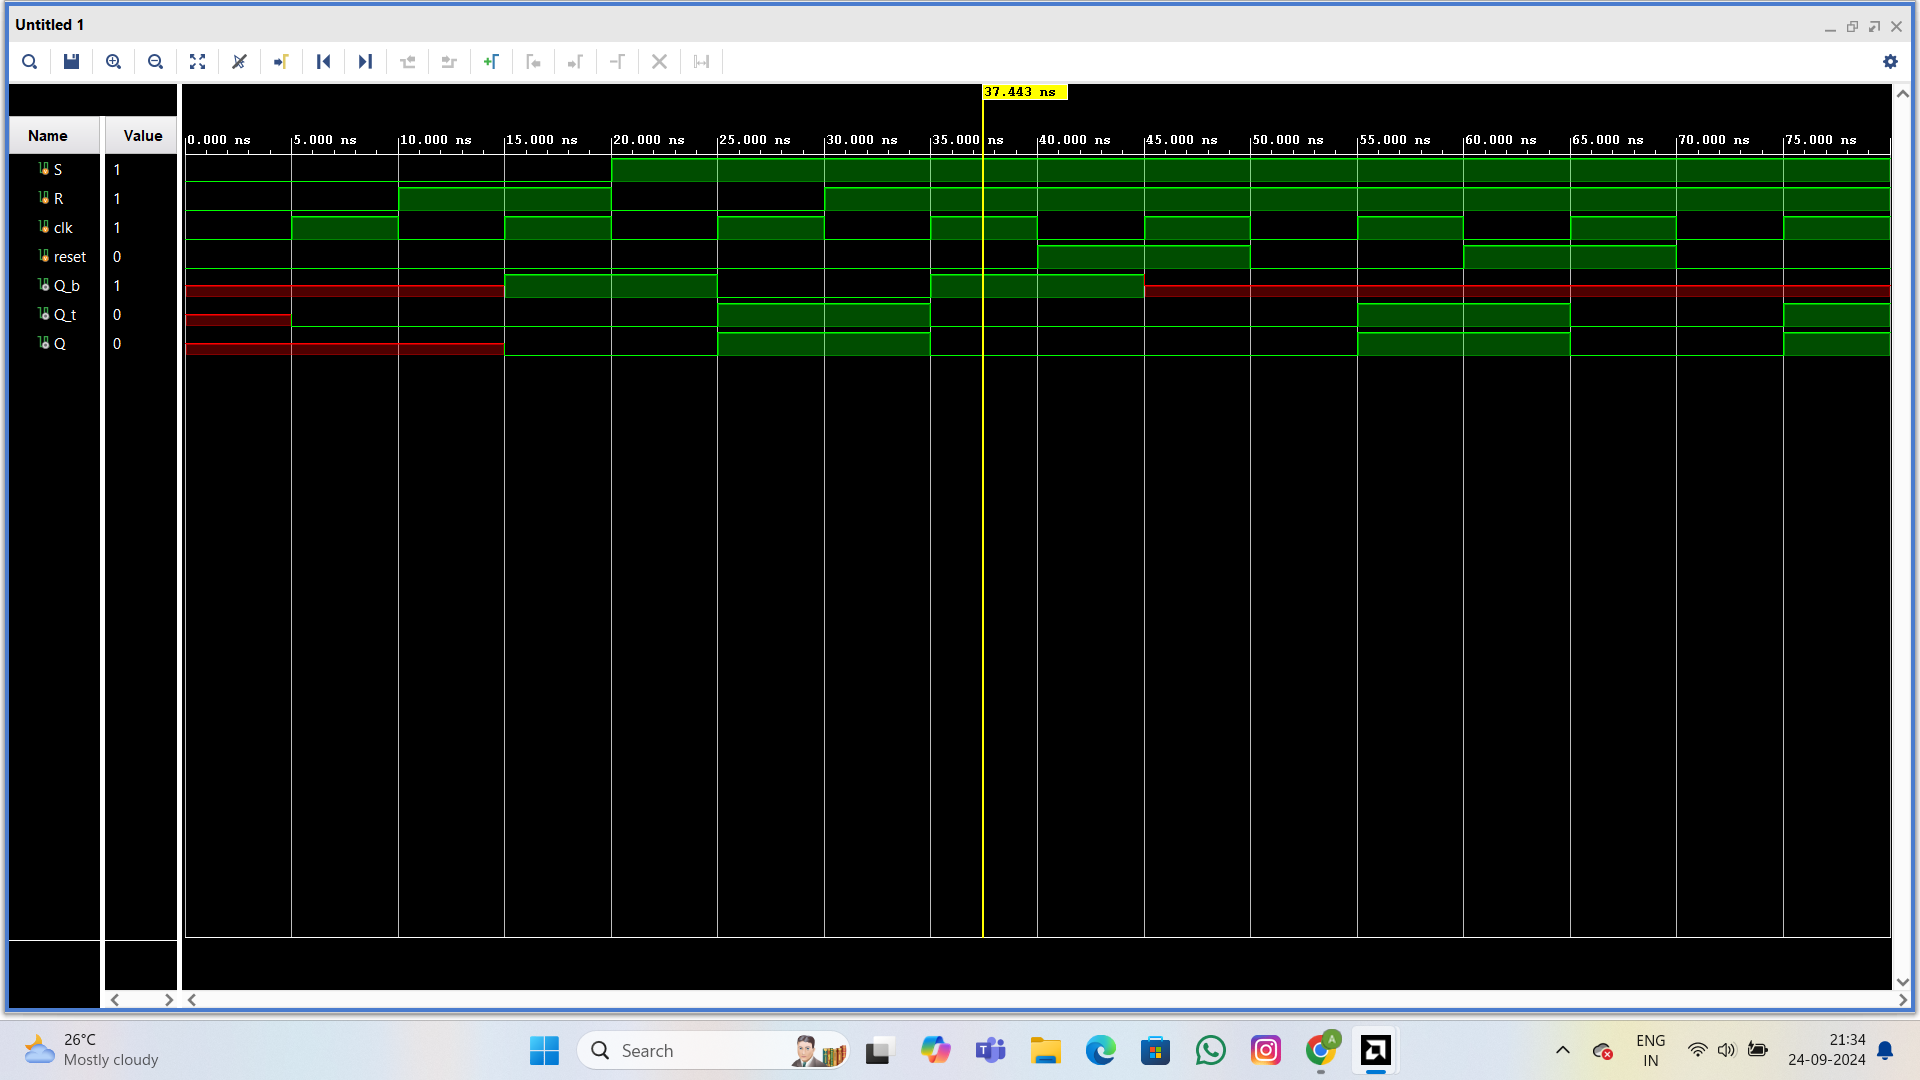 Untitled 1
37.443 ns
Name
Value
0.000 ns 5.000 ns 10.000 ns 15.000 ns 20.000 ns 25.000 ns 30.000 ns 35.000 ns 40.000 ns 45.000 ns 50.000 ns 55.000 ns 60.000 ns 65.000 ns 70.000 ns 75.000 ns
S 1
R 1
clk 1
reset 0
Q_b 1
Q_t 0
Q 0
26°C
Mostly cloudy
Search
A
ENG
IN
21:34
24-09-2024